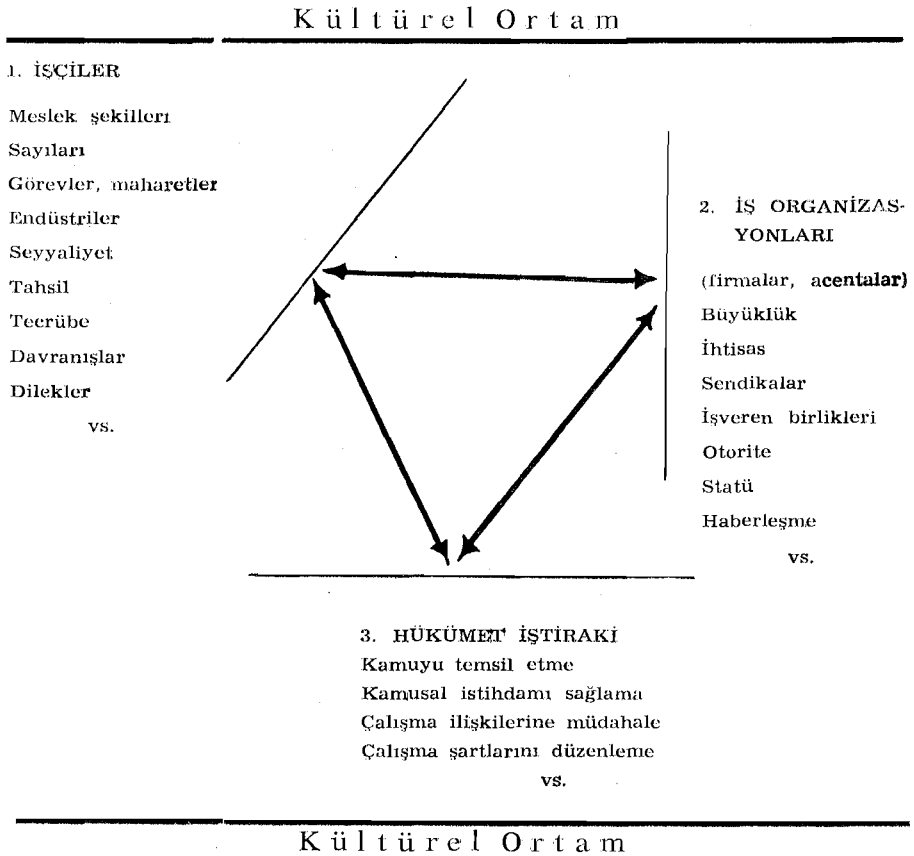 Kültürel Ortam
1. İŞÇİLER
Meslek şekilleri
Sayıları
Görevler, maharetler
Endüstriler
Seyyaliyet
Tahsil
Tecrübe
Davranışlar
Dilekler
vs.
2. İŞ ORGANİZAS-
YONLARI
(firmalar, acentalar)
Büyüklük
İhtisas
Sendikalar
İşveren birlikleri
Otorite
Statü
Haberleşme
vs.
3. HÜKÜMET İŞTİRAKİ
Kamuyu temsil etme
Kamusal istihdamı sağlama
Çalışma ilişkilerine müdahale
Çalışma şartlarını düzenleme
vs.
Kültürel Ortam